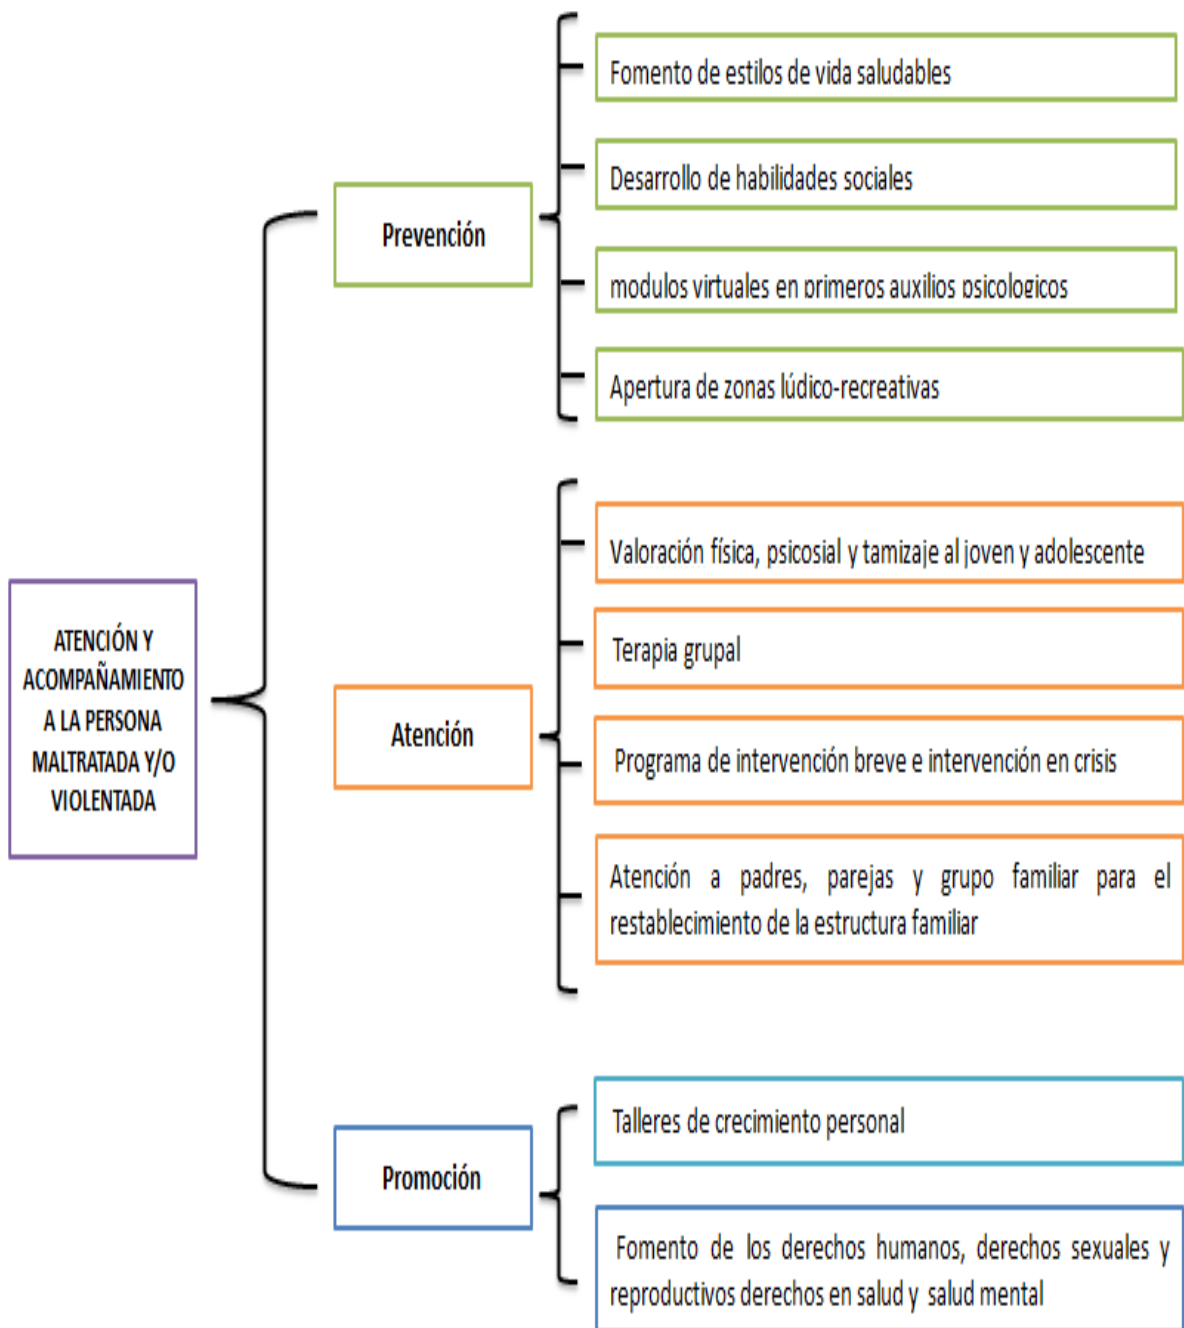 ATENCIÓN Y
ACOMPAÑAMIENTO
A LA PERSONA
MALTRATADA Y/O
VIOLENTADA
Prevención
Fomento de estilos de vida saludables
Desarrollo de habilidades sociales
modulos virtuales en primeros auxilios psicologicos
Apertura de zonas lúdico-recreativas
Atención
Valoración física, psicosial y tamizaje al joven y adolescente
Terapia grupal
Programa de intervención breve e intervención en crisis
Atención a padres, parejas y grupo familiar para el
restablecimiento de la estructura familiar
Promoción
Talleres de crecimiento personal
Fomento de los derechos humanos, derechos sexuales y
reproductivos derechos en salud y salud mental